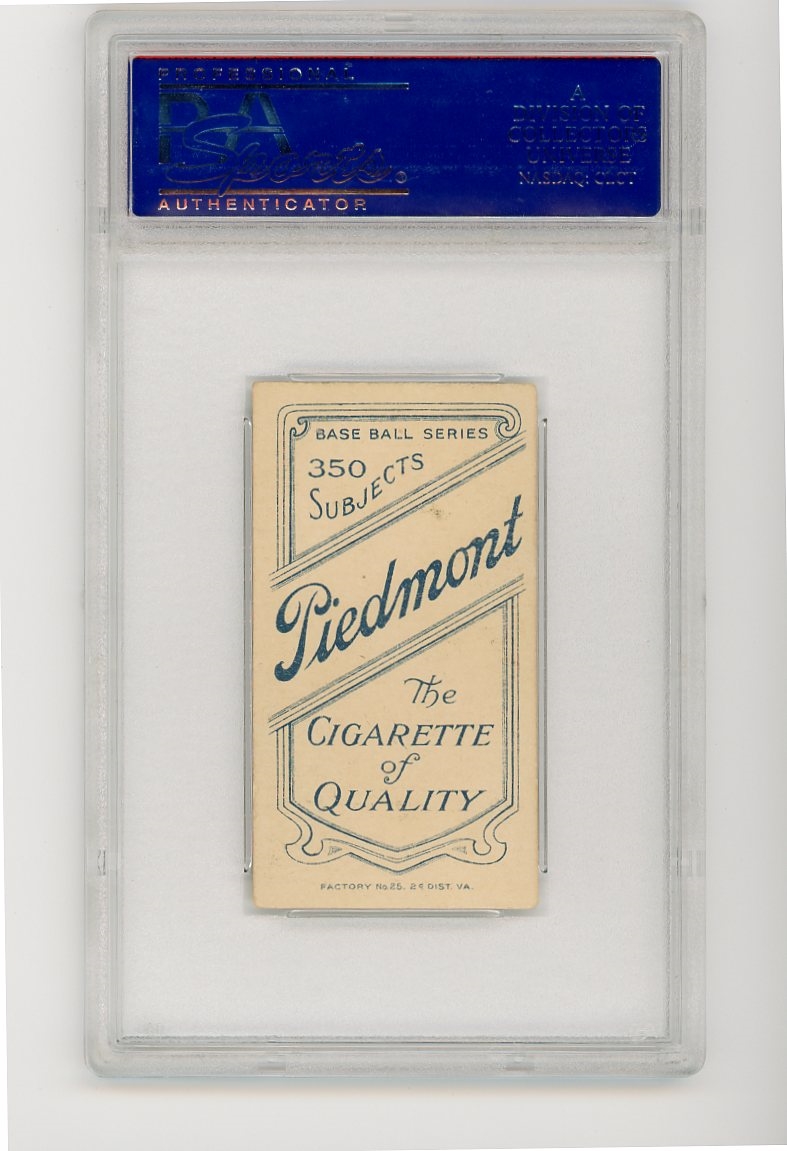 PROFESSIONAL
PSA
Sports®
AUTHENTICATOR
A
DIVISION OF
COLLECTORS
UNIVERSE
NASDAQ: CLCT
BASE BALL SERIES
350
SUBJECTS
Piedmont
The
CIGARETTE
of
QUALITY
FACTORY No. 25. 2D DIST. VA.